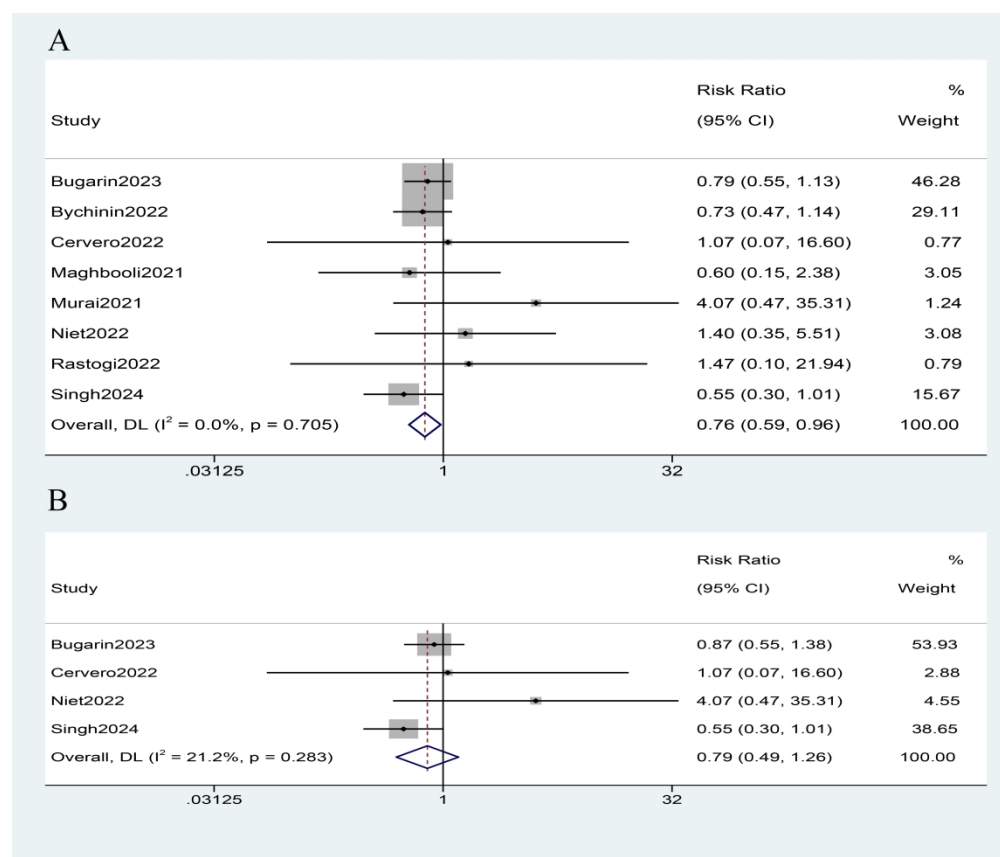 A
Risk Ratio %
Study (95% CI) Weight
Bugarin2023 0.79 (0.55, 1.13) 46.28
Bychinin2022 0.73 (0.47, 1.14) 29.11
Cervero2022 1.07 (0.07, 16.60) 0.77
Maghbooli2021 0.60 (0.15, 2.38) 3.05
Murai2021 4.07 (0.47, 35.31) 1.24
Niet2022 1.40 (0.35, 5.51) 3.08
Rastogi2022 1.47 (0.10, 21.94) 0.79
Singh2024 0.55 (0.30, 1.01) 15.67
Overall, DL (I² = 0.0%, p = 0.705) 0.76 (0.59, 0.96) 100.00
.03125 1 32
B
Risk Ratio %
Study (95% CI) Weight
Bugarin2023 0.87 (0.55, 1.38) 53.93
Cervero2022 1.07 (0.07, 16.60) 2.88
Niet2022 4.07 (0.47, 35.31) 4.55
Singh2024 0.55 (0.30, 1.01) 38.65
Overall, DL (I² = 21.2%, p = 0.283) 0.79 (0.49, 1.26) 100.00
.03125 1 32